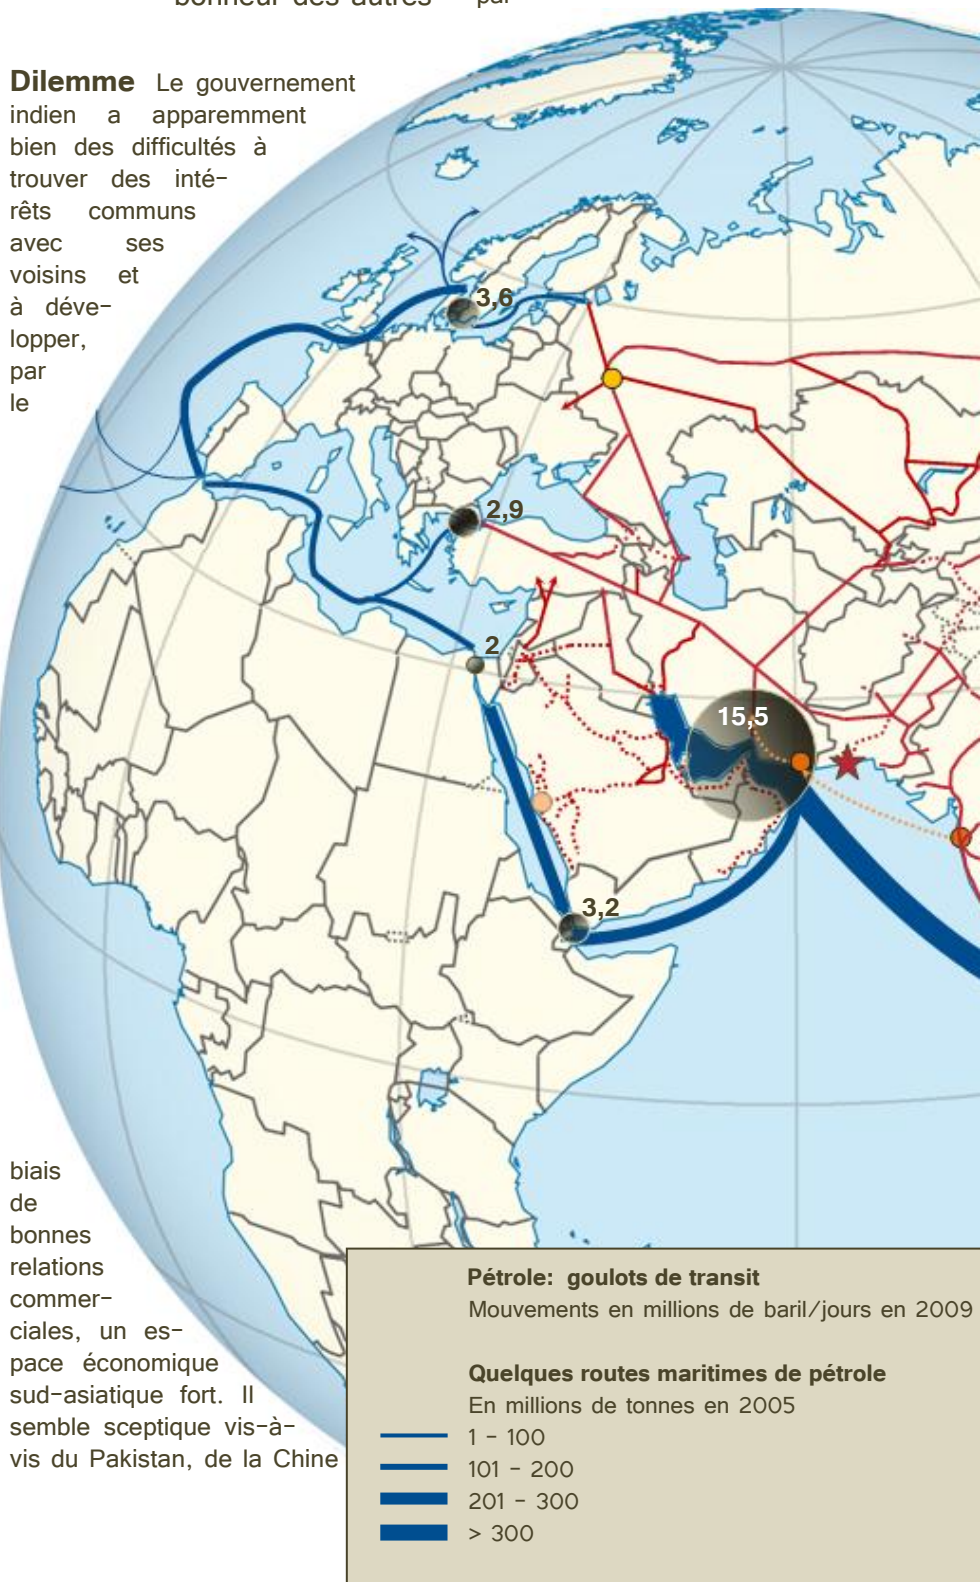 bonheur des autres
par
Dilemme Le gouvernement
indien a apparemment
bien des difficultés à
trouver des inté-
rêts communs
avec ses
voisins et
à déve-
lopper,
par
le
3,6
2,9
2
15,5
3,2
biais
de
bonnes
relations
commer-
ciales, un es-
pace économique
sud-asiatique fort. Il
semble sceptique vis-à-
vis du Pakistan, de la Chine
Pétrole: goulots de transit
Mouvements en millions de baril/jours en 2009
Quelques routes maritimes de pétrole
En millions de tonnes en 2005
1 - 100
101 - 200
201 - 300
> 300